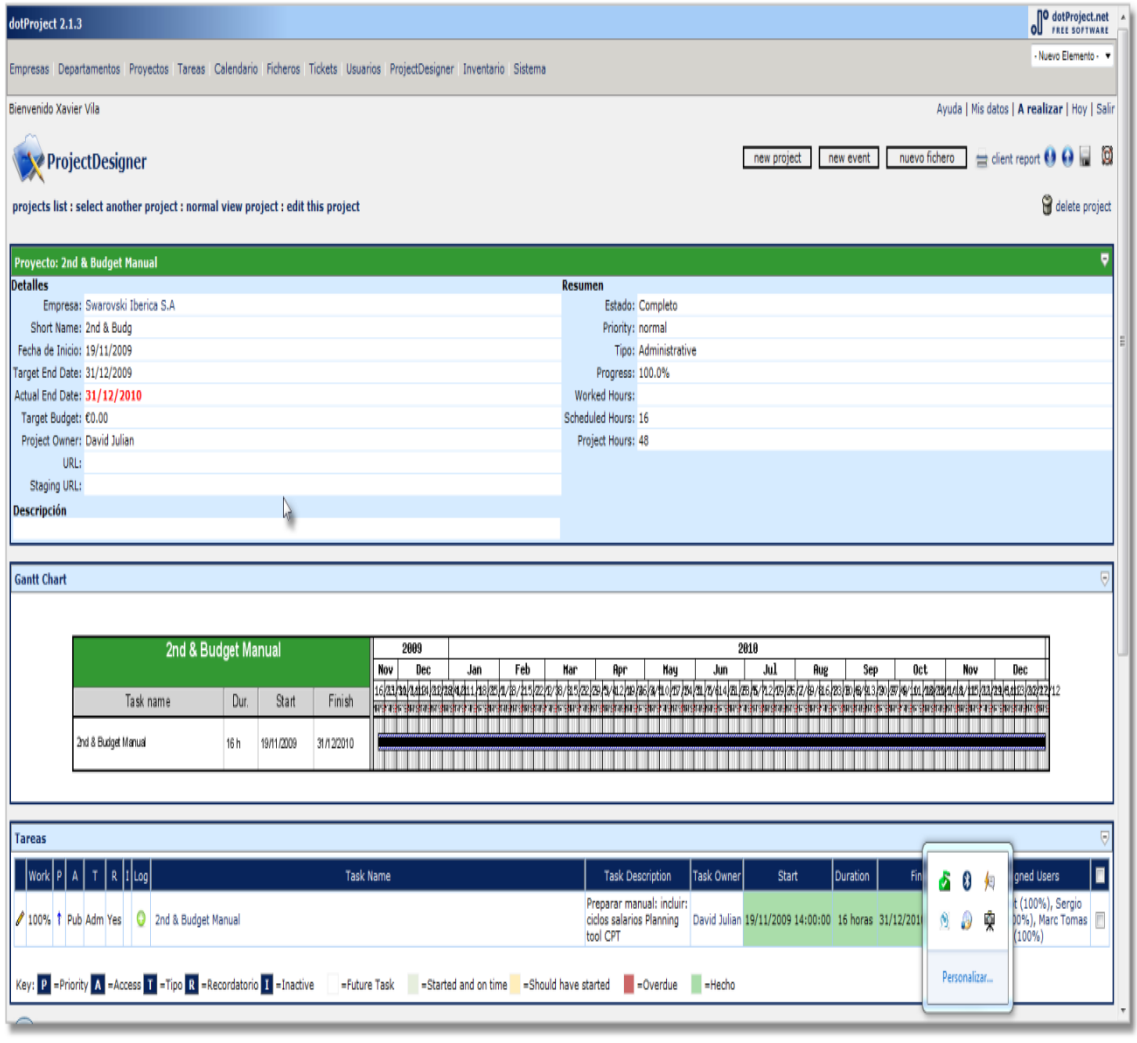 dotProject 2.1.3
dotProject.net
FREE SOFTWARE
Empresas | Departamentos | Proyectos | Tareas | Calendario | Ficheros | Tickets | Usuarios | ProjectDesigner | Inventario | Sistema
- Nuevo Elemento -
Bienvenido Xavier Vila
Ayuda | Mis datos | A realizar | Hoy | Salir
ProjectDesigner
new project
new event
nuevo fichero
client report
projects list : select another project : normal view project : edit this project
delete project
Proyecto: 2nd & Budget Manual
Detalles
Empresa: Swarovski Iberica S.A
Short Name: 2nd & Budg
Fecha de Inicio: 19/11/2009
Target End Date: 31/12/2009
Actual End Date: 31/12/2010
Target Budget: €0.00
Project Owner: David Julian
URL:
Staging URL:
Descripción
Resumen
Estado: Completo
Priority: normal
Tipo: Administrative
Progress: 100.0%
Worked Hours:
Scheduled Hours: 16
Project Hours: 48
Gantt Chart
2nd & Budget Manual
2009 2010
Nov Dec Jan Feb Mar Apr May Jun Jul Aug Sep Oct Nov Dec
Task name Dur. Start Finish
2nd & Budget Manual 16 h 19/11/2009 31/12/2010
Tareas
Work P A T R I Log Task Name Task Description Task Owner Start Duration gned Users
100% Pub Adm Yes 2nd & Budget Manual
Preparar manual: incluir:
ciclos salarios Planning
tool CPT
David Julian 19/11/2009 14:00:00 16 horas
(100%), Sergio
Marc Tomas
(100%)
Personalizar...
Key: P =Priority A =Access T =Tipo R =Recordatorio I =Inactive =Future Task =Started and on time =Should have started =Overdue =Hecho